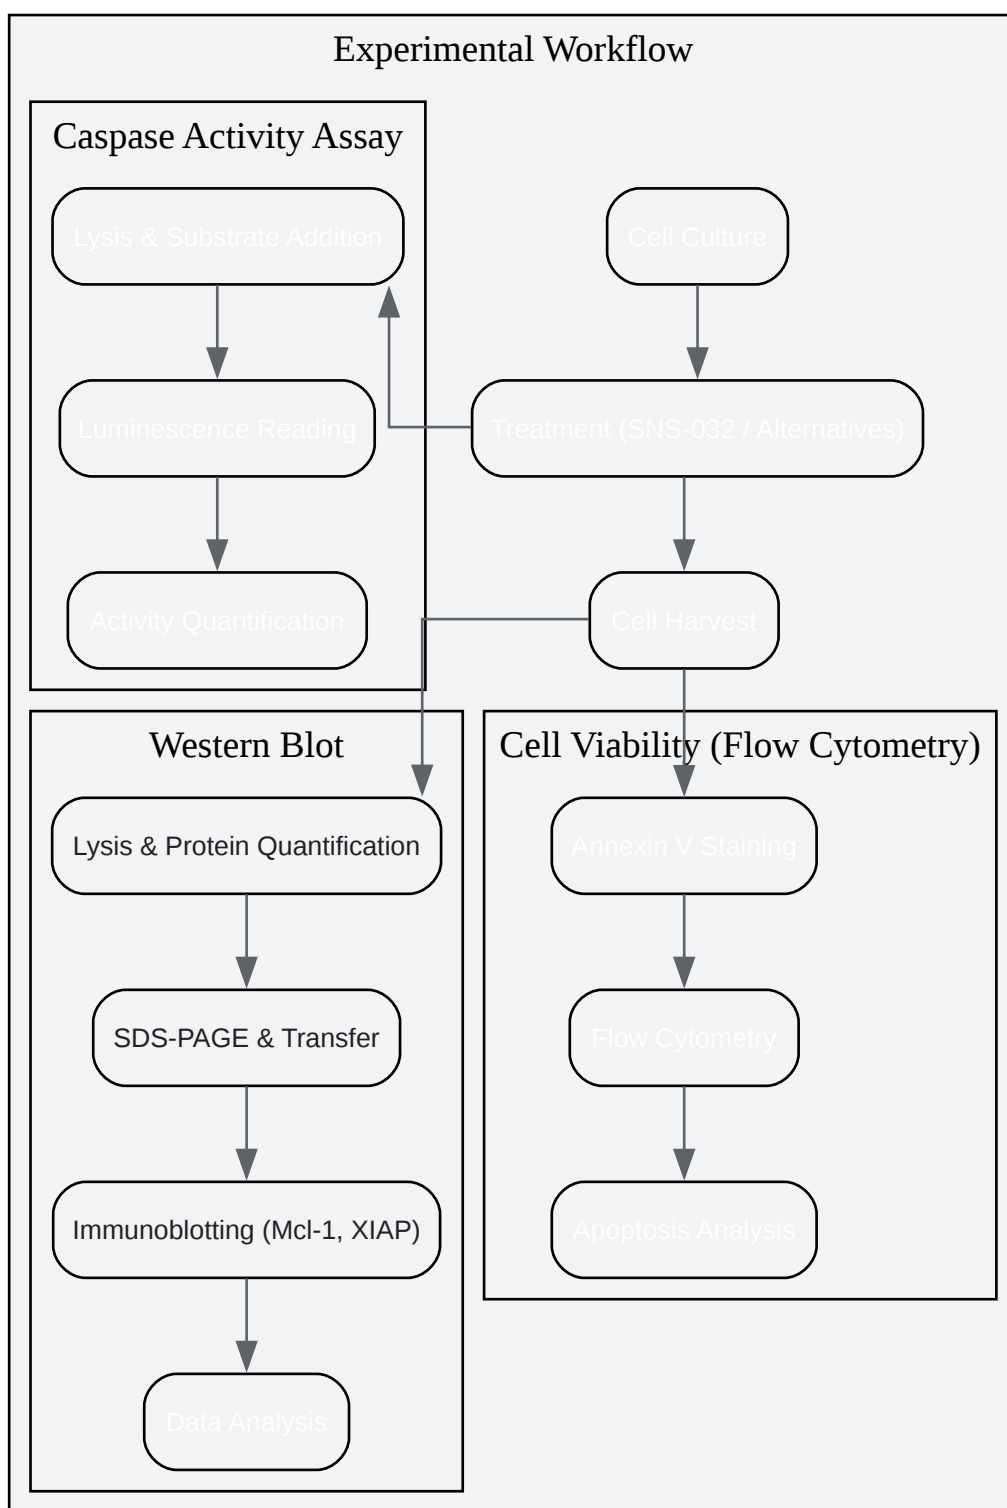 Experimental Workflow
Caspase Activity Assay
Lysis & Substrate Addition
Cell Culture
Luminescence Reading
Treatment (SNS-032 / Alternatives)
Activity Quantification
Cell Harvest
Western Blot
Cell Viability (Flow Cytometry)
Lysis & Protein Quantification
Annexin V Staining
SDS-PAGE & Transfer
Flow Cytometry
Immunoblotting (Mcl-1, XIAP)
Apoptosis Analysis
Data Analysis